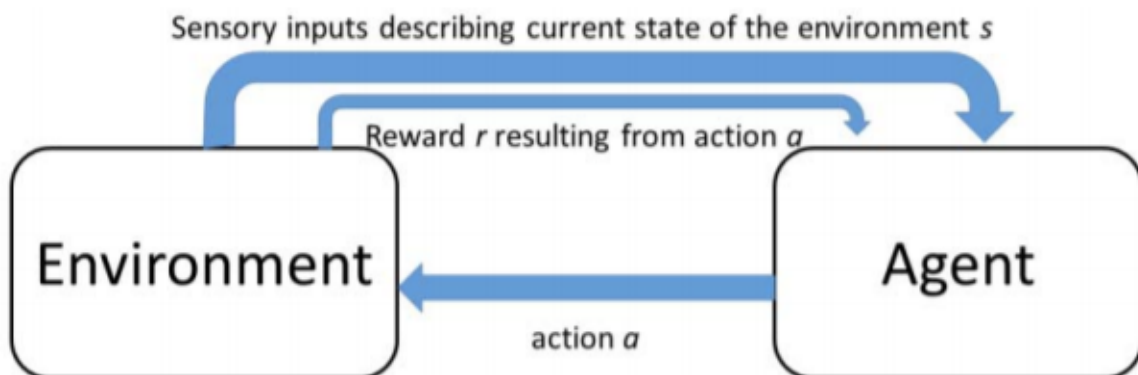 Sensory inputs describing current state of the environment s
Reward r resulting from action a
Environment
Agent
action a